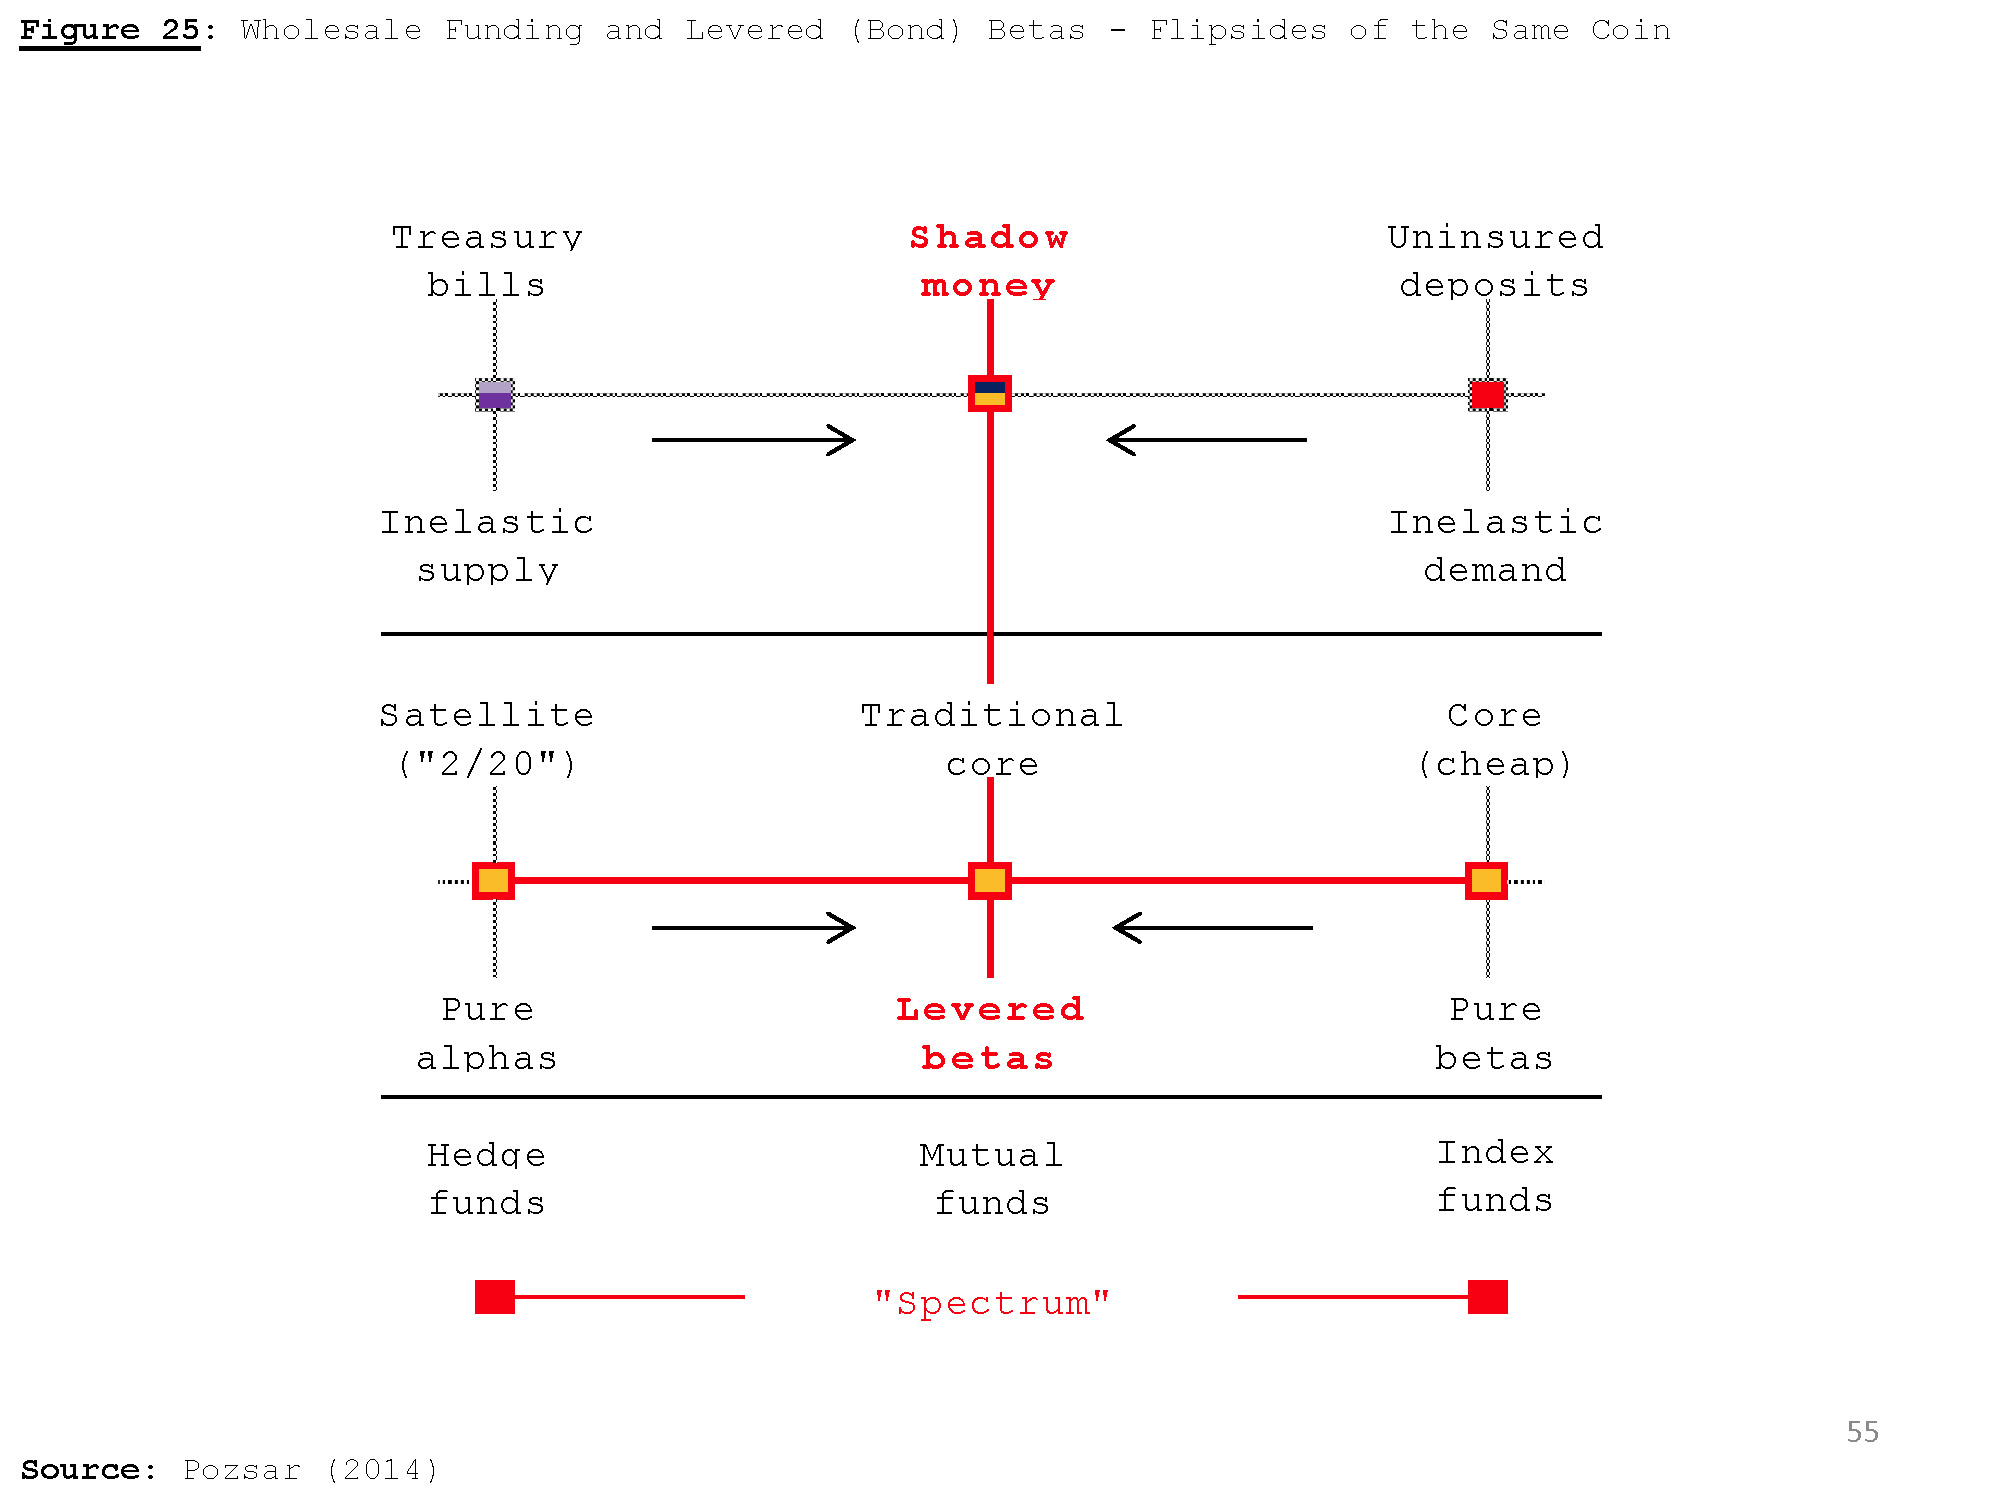 Figure 25: Wholesale Funding and Levered (Bond) Betas - Flipsides of the Same Coin
Treasury
bills
Shadow
money
Uninsured
deposits
Inelastic
supply
Inelastic
demand
Satellite
("2/20")
Traditional
core
Core
(cheap)
Pure
alphas
Levered
betas
Pure
betas
Hedge
funds
Mutual
funds
Index
funds
"Spectrum"
55
Source: Pozsar (2014)